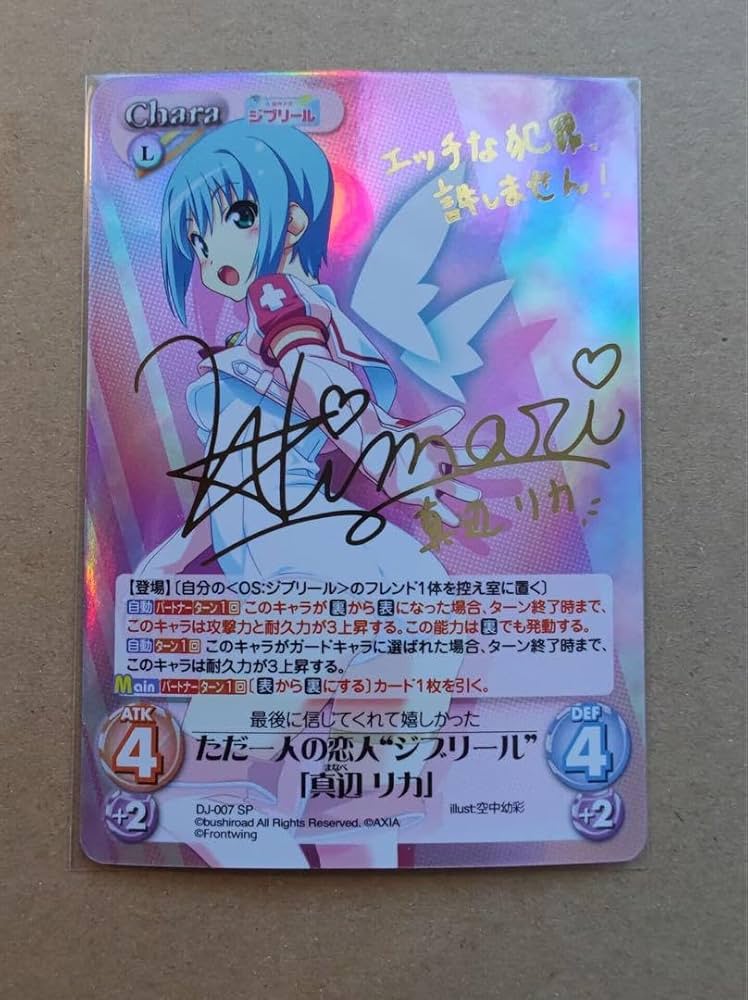 Chara
ジブリール
L
エッチな犯罪、
許しません!
Himari
真辺 リカ
【登場】〔自分の<OS:ジブリール>のフレンド1体を控え室に置く〕
自動 パートナー ターン1回 このキャラが裏から表になった場合、ターン終了時まで、
このキャラは攻撃力と耐久力が3上昇する。この能力は裏でも発動する。
自動 ターン1回 このキャラがガードキャラに選ばれた場合、ターン終了時まで、
このキャラは耐久力が3上昇する。
Main パートナー ターン1回 〔表から裏にする〕カード1枚を引く。
ATK
4
+2
DEF
4
+2
最後に信じてくれて嬉しかった
ただ一人の恋人“ジブリール”
まなべ
「真辺 リカ」
DJ-007 SP
illust:空中幼彩
©bushiroad All Rights Reserved. ©AXIA
©Frontwing